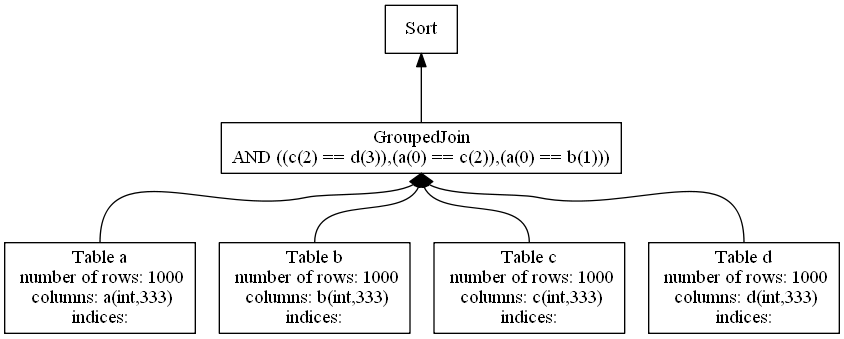 Sort
GroupedJoin
AND ((c(2) == d(3)),(a(0) == c(2)),(a(0) == b(1)))
Table a
number of rows: 1000
columns: a(int,333)
indices:
Table b
number of rows: 1000
columns: b(int,333)
indices:
Table c
number of rows: 1000
columns: c(int,333)
indices:
Table d
number of rows: 1000
columns: d(int,333)
indices: